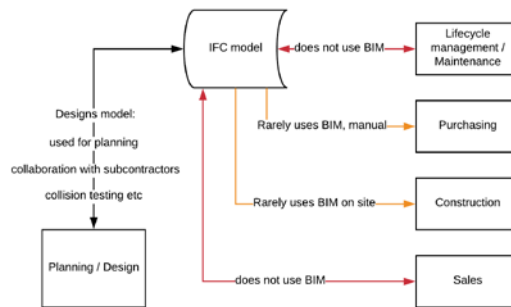 IFC model
does not use BIM
Lifecycle
management /
Maintenance
Designs model:
used for planning
collaboration with subcontractors
collision testing etc
Rarely uses BIM, manual
Purchasing
Rarely uses BIM on site
Construction
Planning / Design
does not use BIM
Sales